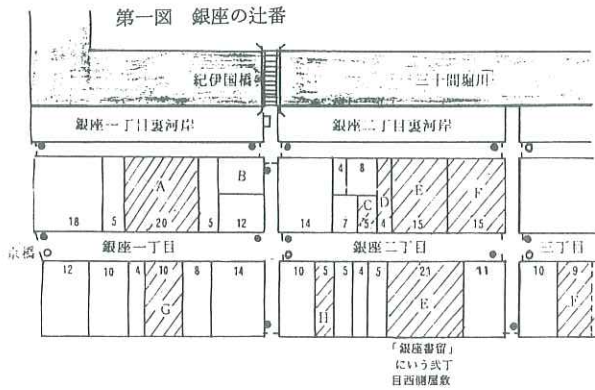 第一図 銀座の辻番
紀伊国橋
三十間堀川
銀座一丁目裏河岸
銀座二丁目裏河岸
A
B
18
5
20
5
12
4
8
C
D
E
F
14
7
5
4
15
15
銀座一丁目
銀座二丁目
三丁目
京橋
12
10
4
10
8
14
G
10
5
5
4
5
23
11
H
E
10
9
F
「銀座書留」
にいう弐丁
目西側屋敷